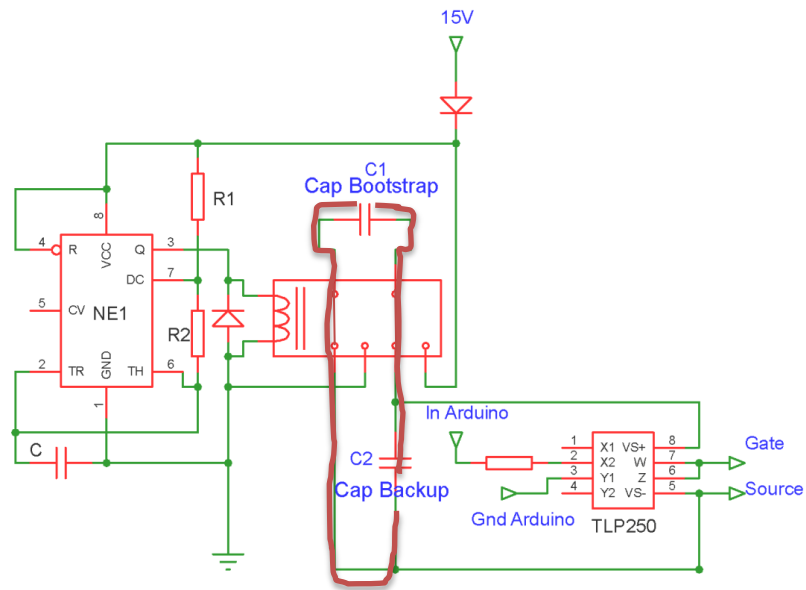 15V
C1
Cap Bootstrap
R1
8
VCC
4
R
Q
3
DC
7
5
CV
NE1
R2
2
TR
GND
TH
6
1
C
In Arduino
C2
Cap Backup
1
X1
VS+
8
2
X2
W
7
3
Y1
Z
6
4
Y2
VS-
5
Gate
Source
Gnd Arduino
TLP250